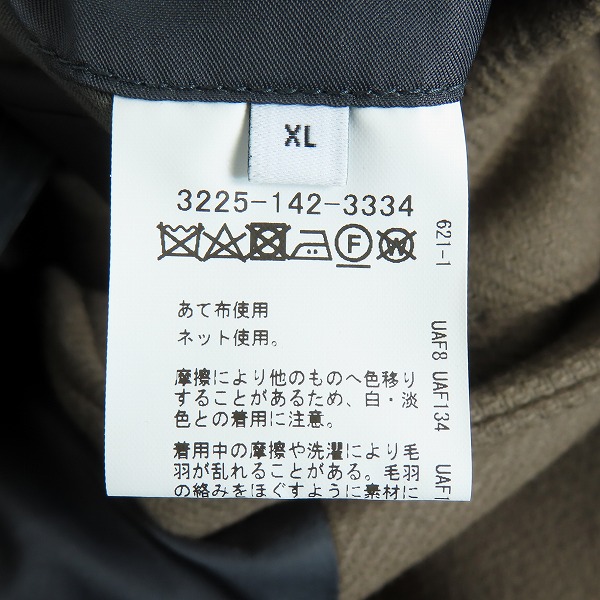 XL
3225-142-3334
F
W
あて布使用
ネット使用。
摩擦により他のものへ色移り
することがあるため、白・淡
色との着用に注意。
着用中の摩擦や洗濯により毛
羽が乱れることがある。毛羽
の絡みをほぐすように素材に
621-1 UAF8 UAF134 UAF